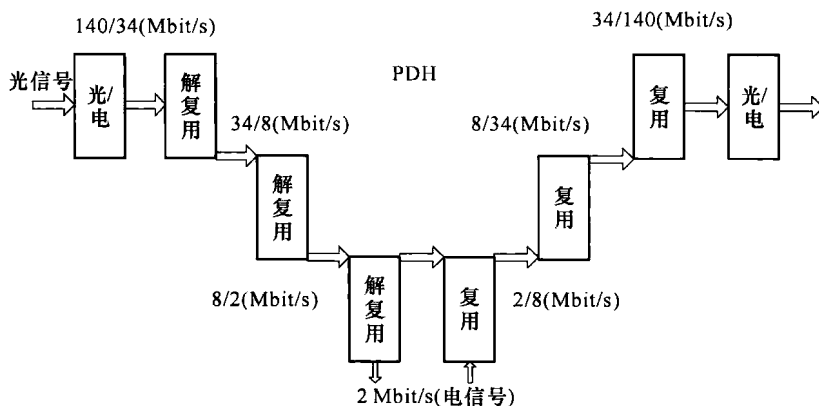 140/34(Mbit/s)
34/140(Mbit/s)
光信号
光/
电
解
复
用
PDH
复
用
光/
电
34/8(Mbit/s)
8/34(Mbit/s)
解
复
用
复
用
8/2(Mbit/s)
解
复
用
复
用
2/8(Mbit/s)
2 Mbit/s(电信号)